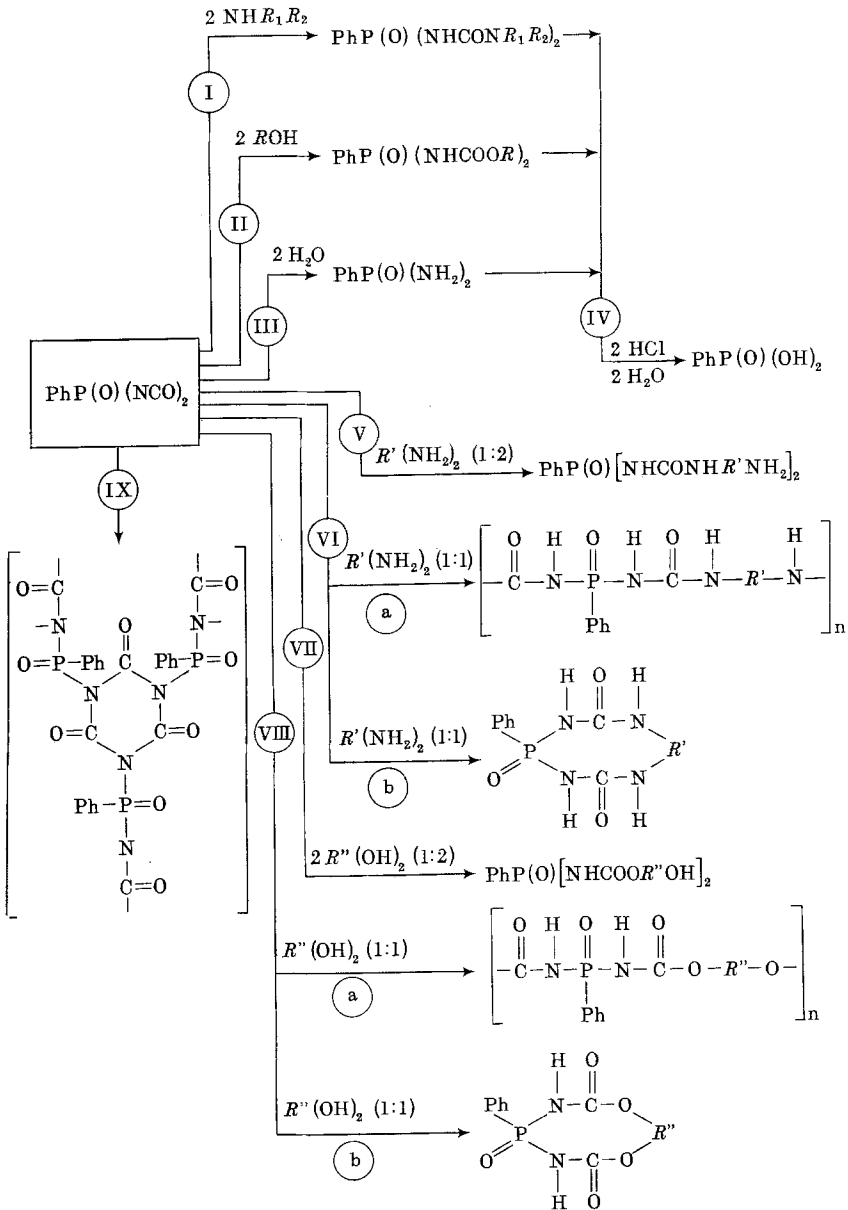 2 NHR₁R₂
PhP(O)(NHCONR₁R₂)₂
I
2 ROH
PhP(O)(NHCOOR)₂
II
2 H₂O
PhP(O)(NH₂)₂
III
IV
2 HCl
2 H₂O
PhP(O)(OH)₂
PhP(O)(NCO)₂
V
R'(NH₂)₂ (1:2)
PhP(O)[NHCONHR'NH₂]₂
IX
VI
R'(NH₂)₂ (1:1)
a
O H O H O H H
C N P N C N R' N
Ph
n
O=C C=O
N N
O=P Ph O Ph P=O
N C N
O=C C=O
N
Ph P=O
N
C=O
VII
VIII
R'(NH₂)₂ (1:1)
b
H O H
Ph N C N
P R'
O N C N
H O H
2R''(OH)₂ (1:2)
PhP(O)[NHCOOR''OH]₂
R''(OH)₂ (1:1)
a
O H O H O
C N P N C O R'' O
Ph
n
R''(OH)₂ (1:1)
b
H O
Ph N C O
P R''
O N C O
H O